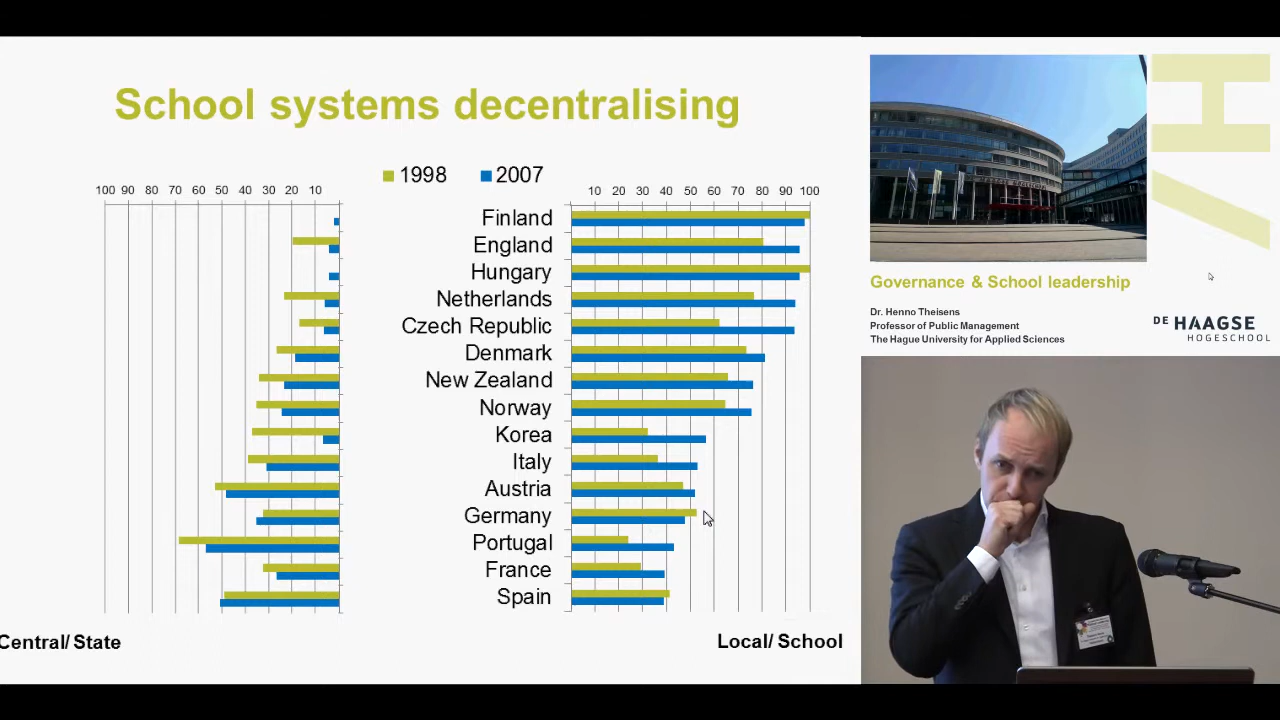 School systems decentralising
1998 2007
100 90 80 70 60 50 40 30 20 10
10 20 30 40 50 60 70 80 90 100
Finland
England
Hungary
Netherlands
Czech Republic
Denmark
New Zealand
Norway
Korea
Italy
Austria
Germany
Portugal
France
Spain
Central/ State
Local/ School
/H
Governance & School leadership
Dr. Henno Theisens
Professor of Public Management
The Hague University for Applied Sciences
DE HAAGSE
HOGESCHOOL